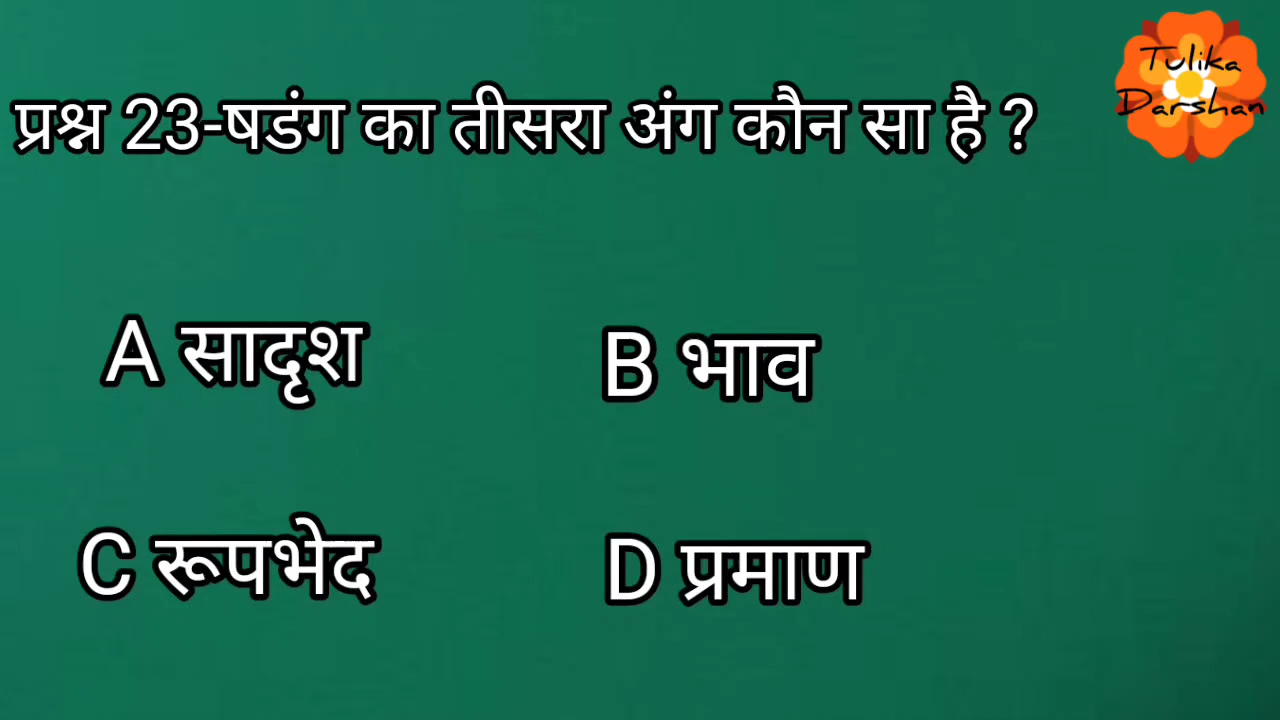 Tulika
Darshan
प्रश्न 23-षडंग का तीसरा अंग कौन सा है ?
A सादृश
B भाव
C रूपभेद
D प्रमाण